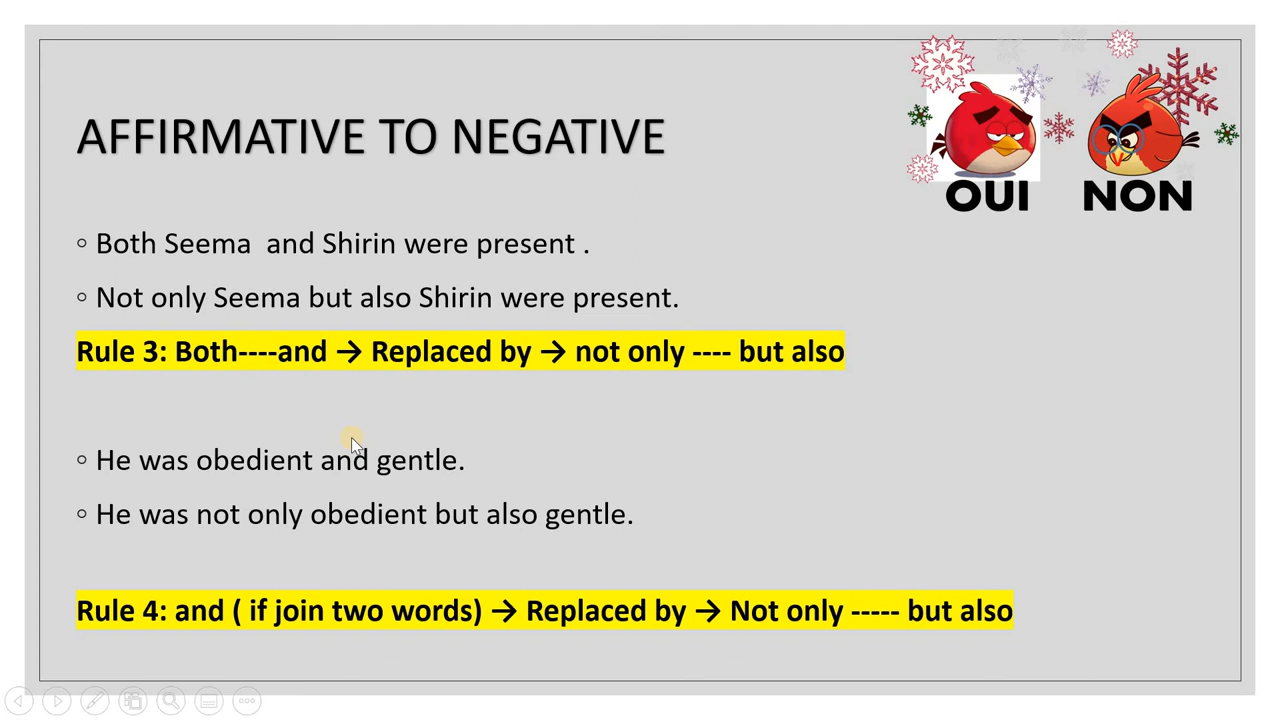 AFFIRMATIVE TO NEGATIVE
OUI NON
◦ Both Seema  and Shirin were present .
◦ Not only Seema but also Shirin were present.
Rule 3: Both----and → Replaced by → not only ---- but also
◦ He was obedient and gentle.
◦ He was not only obedient but also gentle.
Rule 4: and ( if join two words) → Replaced by → Not only ----- but also